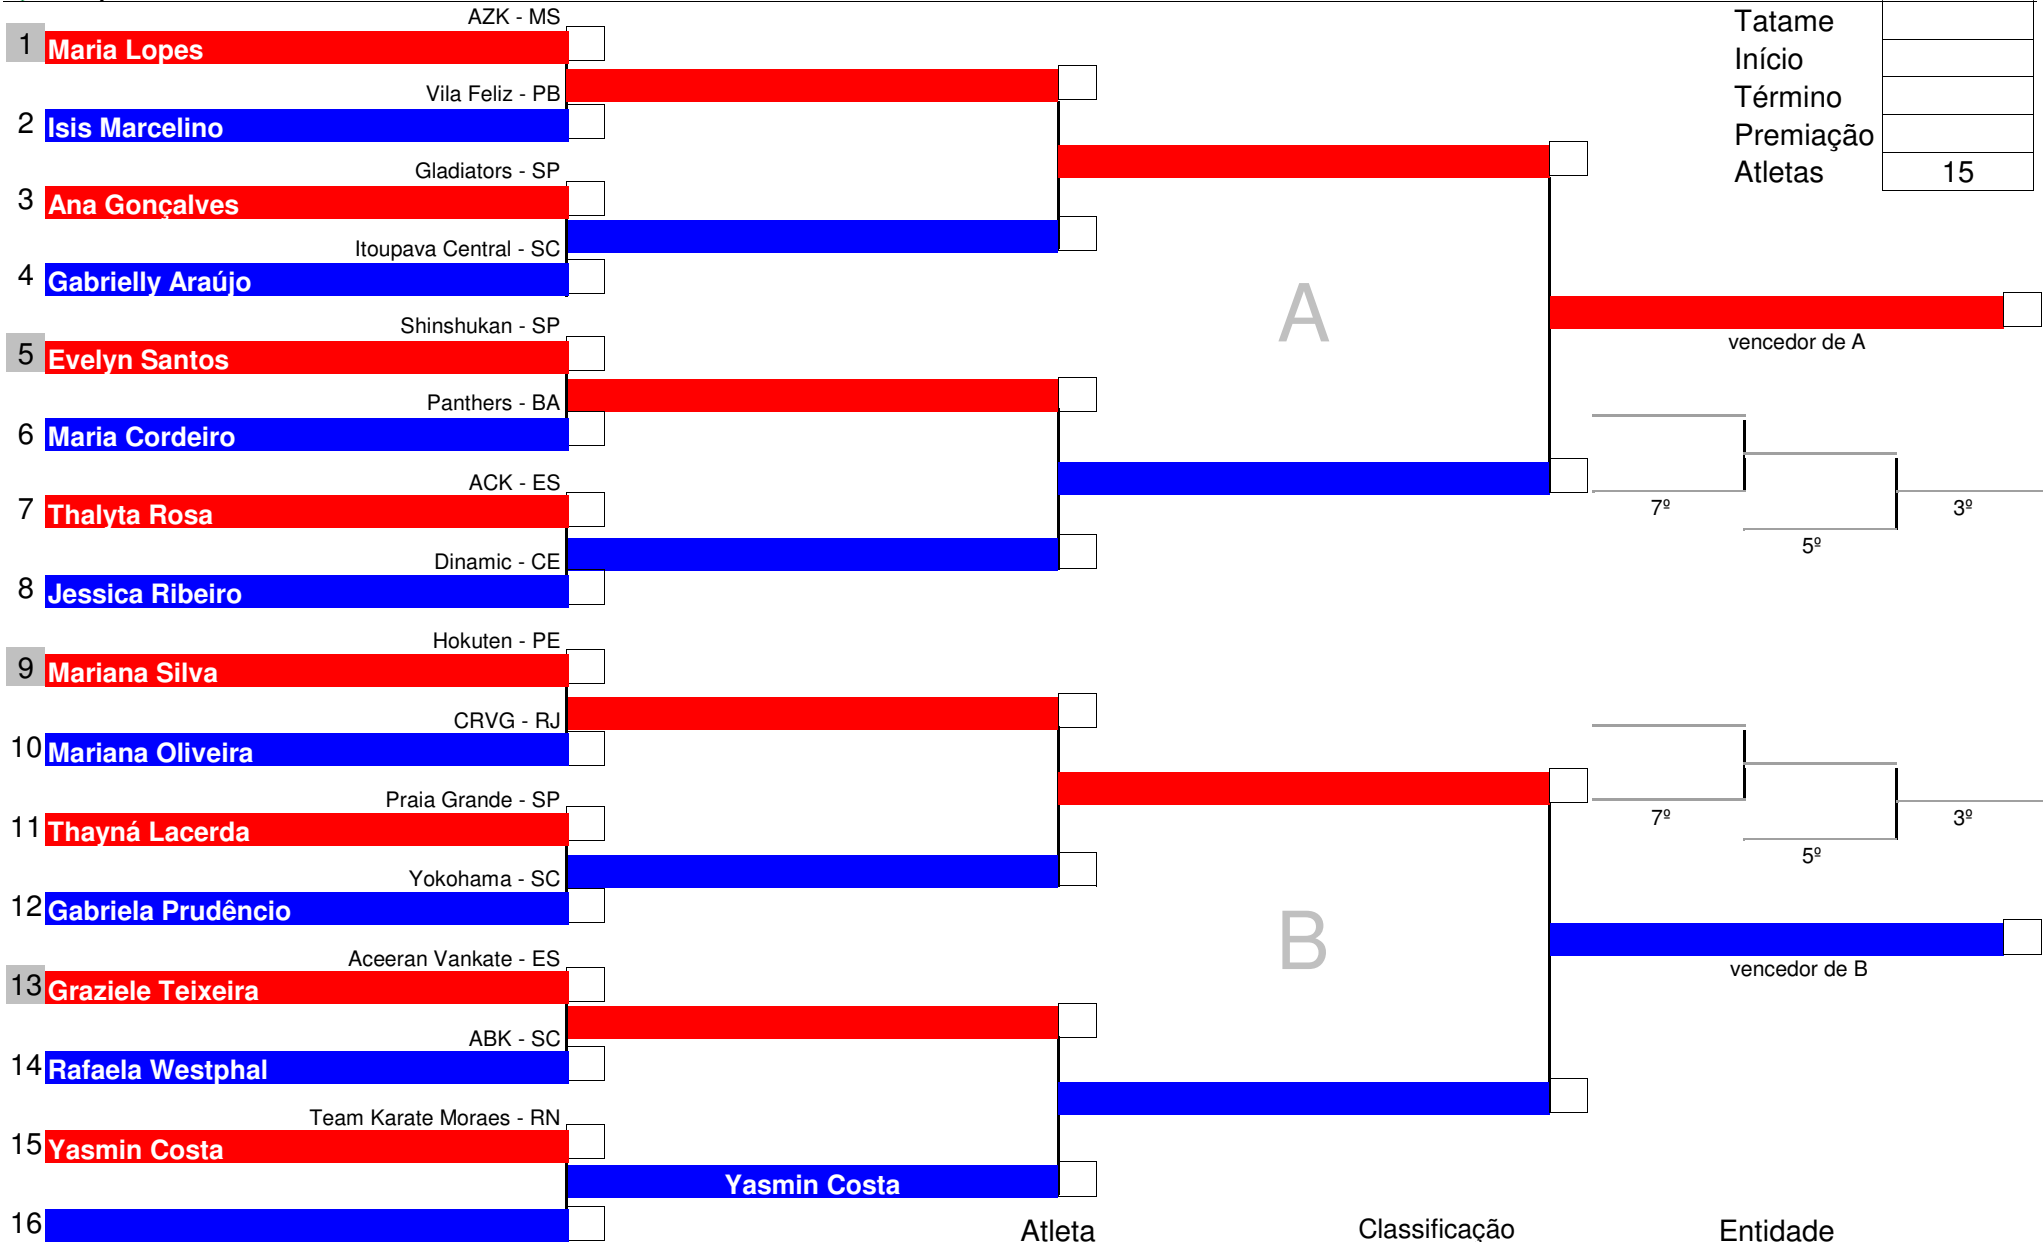 AZK - MS
1 Maria Lopes
Vila Feliz - PB
2 Isis Marcelino
Gladiators - SP
3 Ana Gonçalves
Itoupava Central - SC
4 Gabrielly Araújo
Shinshukan - SP
5 Evelyn Santos
Panthers - BA
6 Maria Cordeiro
ACK - ES
7 Thalyta Rosa
Dinamic - CE
8 Jessica Ribeiro
Hokuten - PE
9 Mariana Silva
CRVG - RJ
10 Mariana Oliveira
Praia Grande - SP
11 Thayná Lacerda
Yokohama - SC
12 Gabriela Prudêncio
Aceeran Vankate - ES
13 Graziele Teixeira
ABK - SC
14 Rafaela Westphal
Team Karate Moraes - RN
15 Yasmin Costa
16
Yasmin Costa
A
B
Tatame
Início
Término
Premiação
Atletas 15
vencedor de A
7º
3º
5º
7º
3º
5º
vencedor de B
Atleta Classificação Entidade